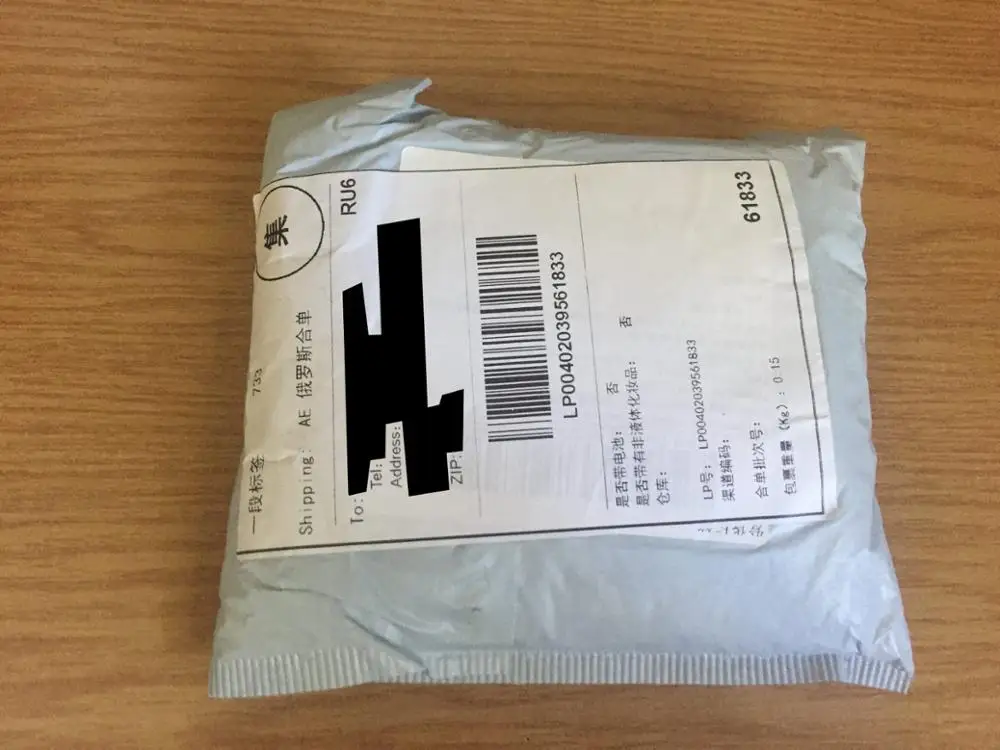 一段标签 733 集
Shipping: AE 俄罗斯合单 RU6
To:
Tel:
Address:
ZIP:
LP00402039561833
是否带电池: 否
是否带有非液体化妆品: 否
仓库:
LP号: LP00402039561833
渠道编码:
合单批次号:
包裹重量 (Kg): 0.15
61833